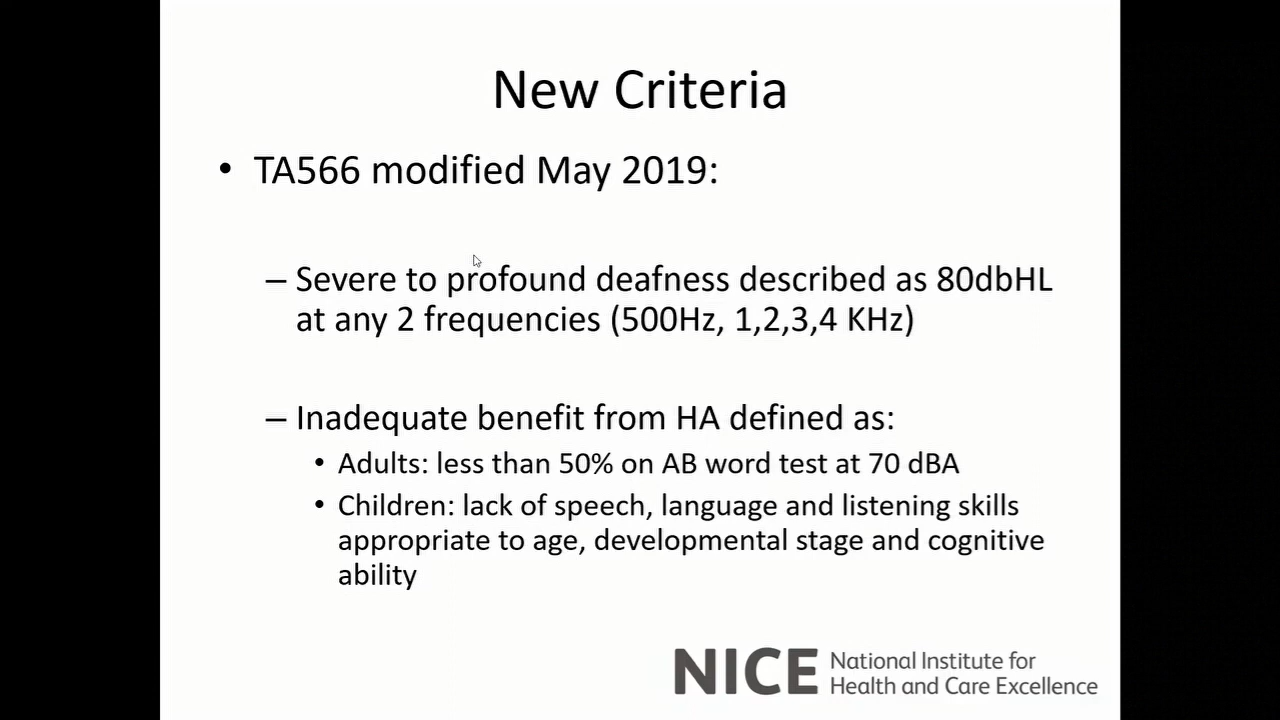 New Criteria
• TA566 modified May 2019:
– Severe to profound deafness described as 80dbHL
at any 2 frequencies (500Hz, 1,2,3,4 KHz)
– Inadequate benefit from HA defined as:
• Adults: less than 50% on AB word test at 70 dBA
• Children: lack of speech, language and listening skills
appropriate to age, developmental stage and cognitive
ability
NICE National Institute for
Health and Care Excellence